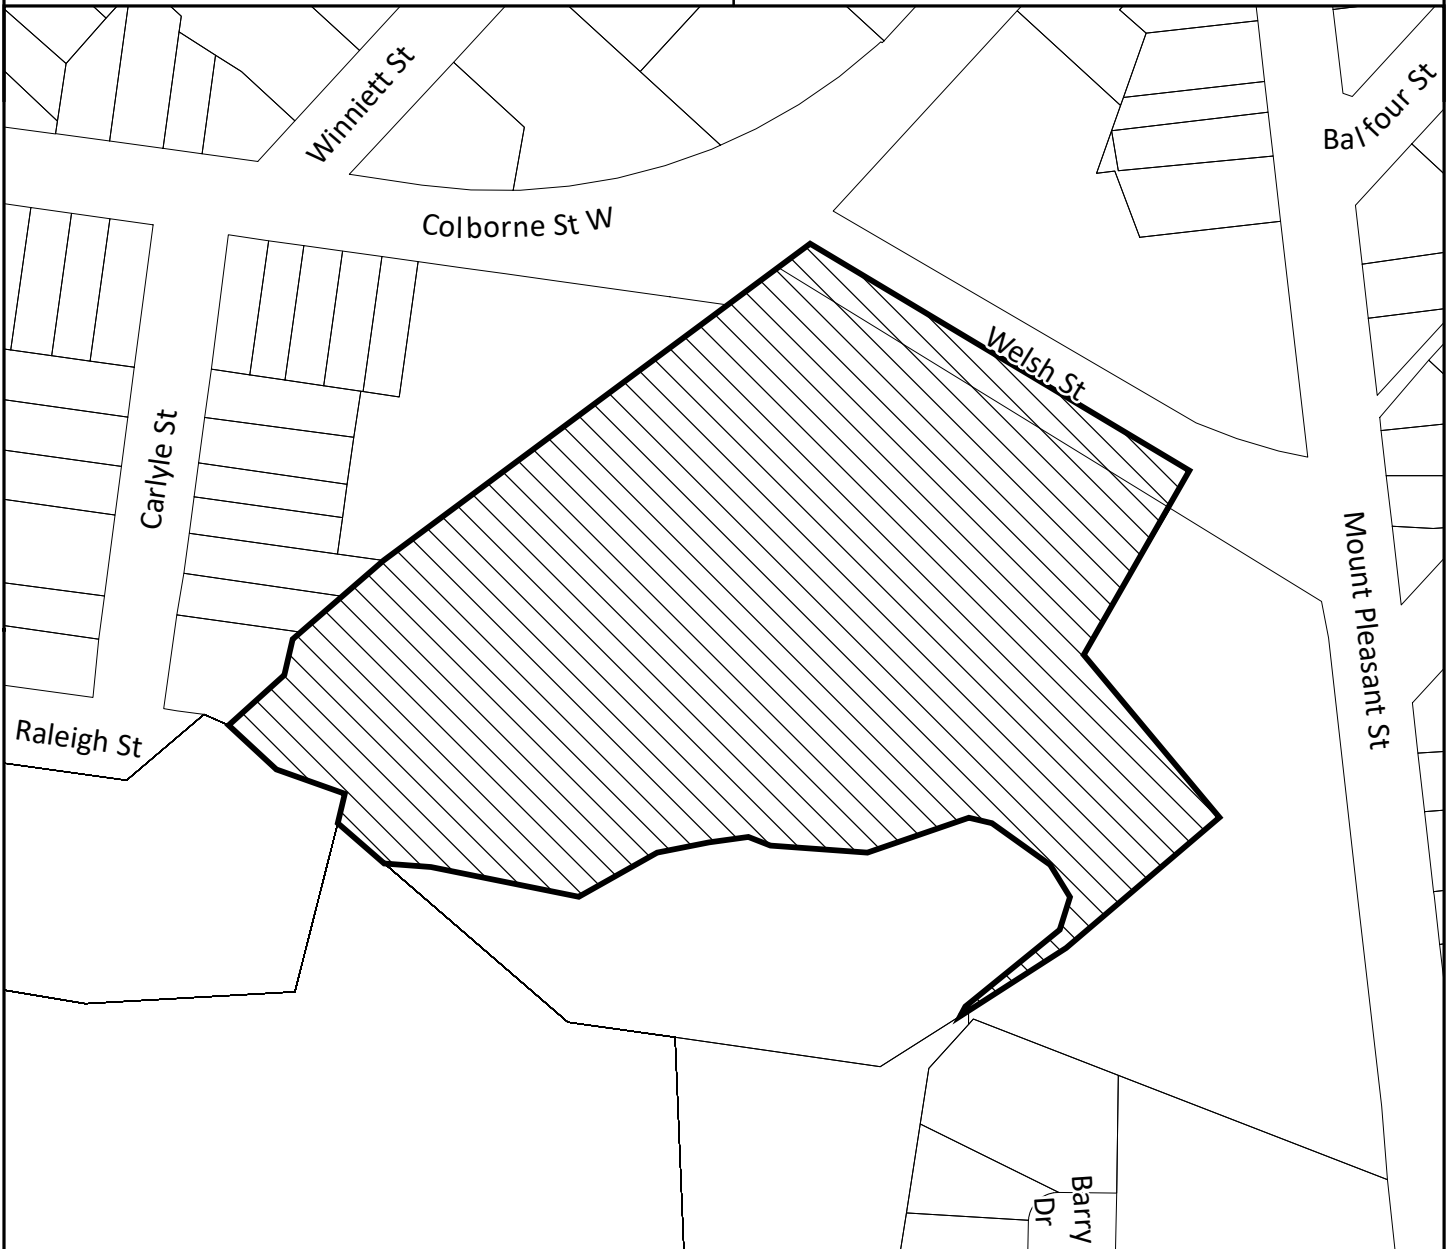 Winniett St
Balfour St
Colborne St W
Welsh St
Carlyle St
Mount Pleasant St
Raleigh St
Barry
Dr